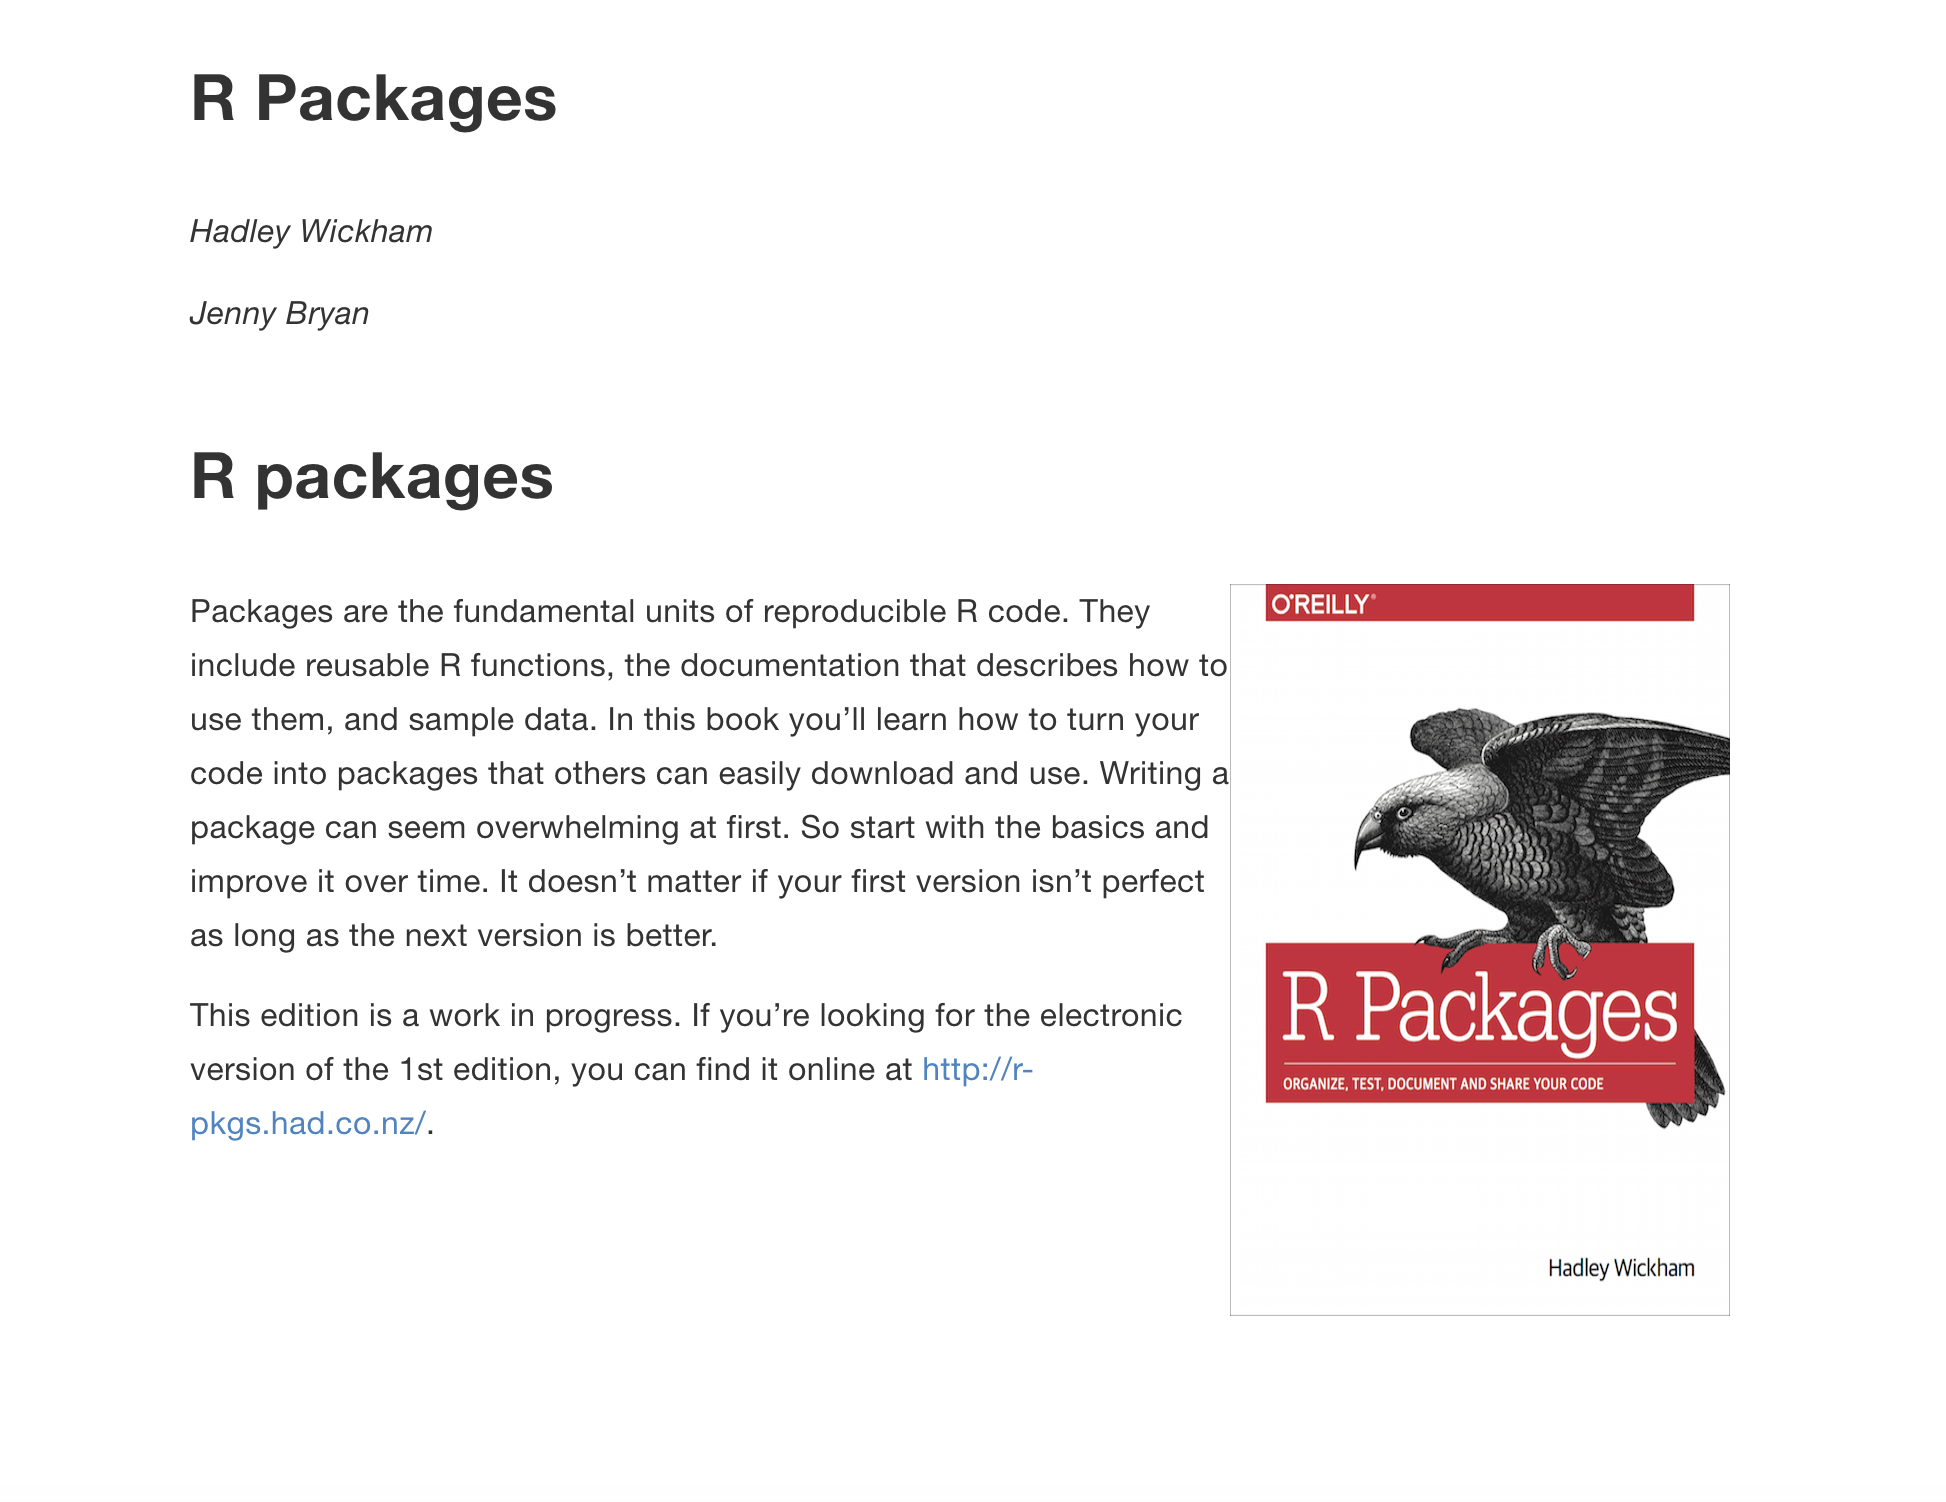 R Packages
Hadley Wickham
Jenny Bryan
R packages
Packages are the fundamental units of reproducible R code. They
include reusable R functions, the documentation that describes how to
use them, and sample data. In this book you’ll learn how to turn your
code into packages that others can easily download and use. Writing a
package can seem overwhelming at first. So start with the basics and
improve it over time. It doesn’t matter if your first version isn’t perfect
as long as the next version is better.
This edition is a work in progress. If you’re looking for the electronic
version of the 1st edition, you can find it online at http://r-
pkgs.had.co.nz/.
O'REILLY®
R Packages
ORGANIZE, TEST, DOCUMENT AND SHARE YOUR CODE
Hadley Wickham